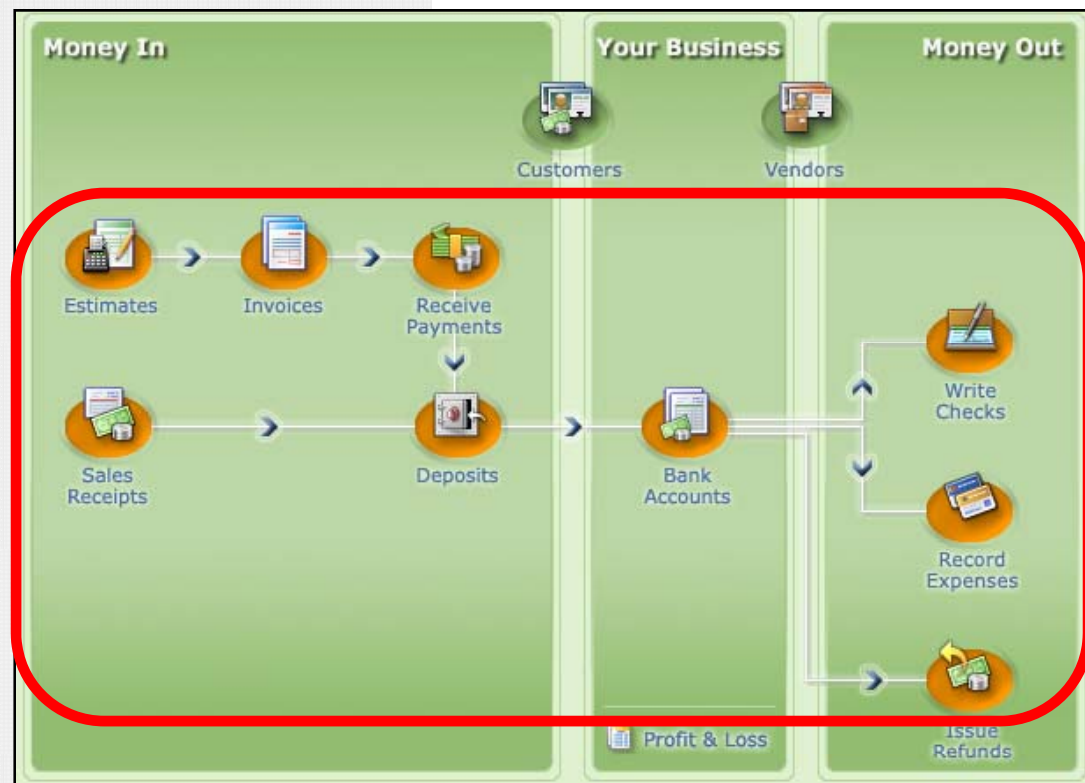 Money In
Your Business
Money Out
Customers
Vendors
Estimates
Invoices
Receive
Payments
Write
Checks
Sales
Receipts
Deposits
Bank
Accounts
Record
Expenses
Issue
Refunds
Profit & Loss